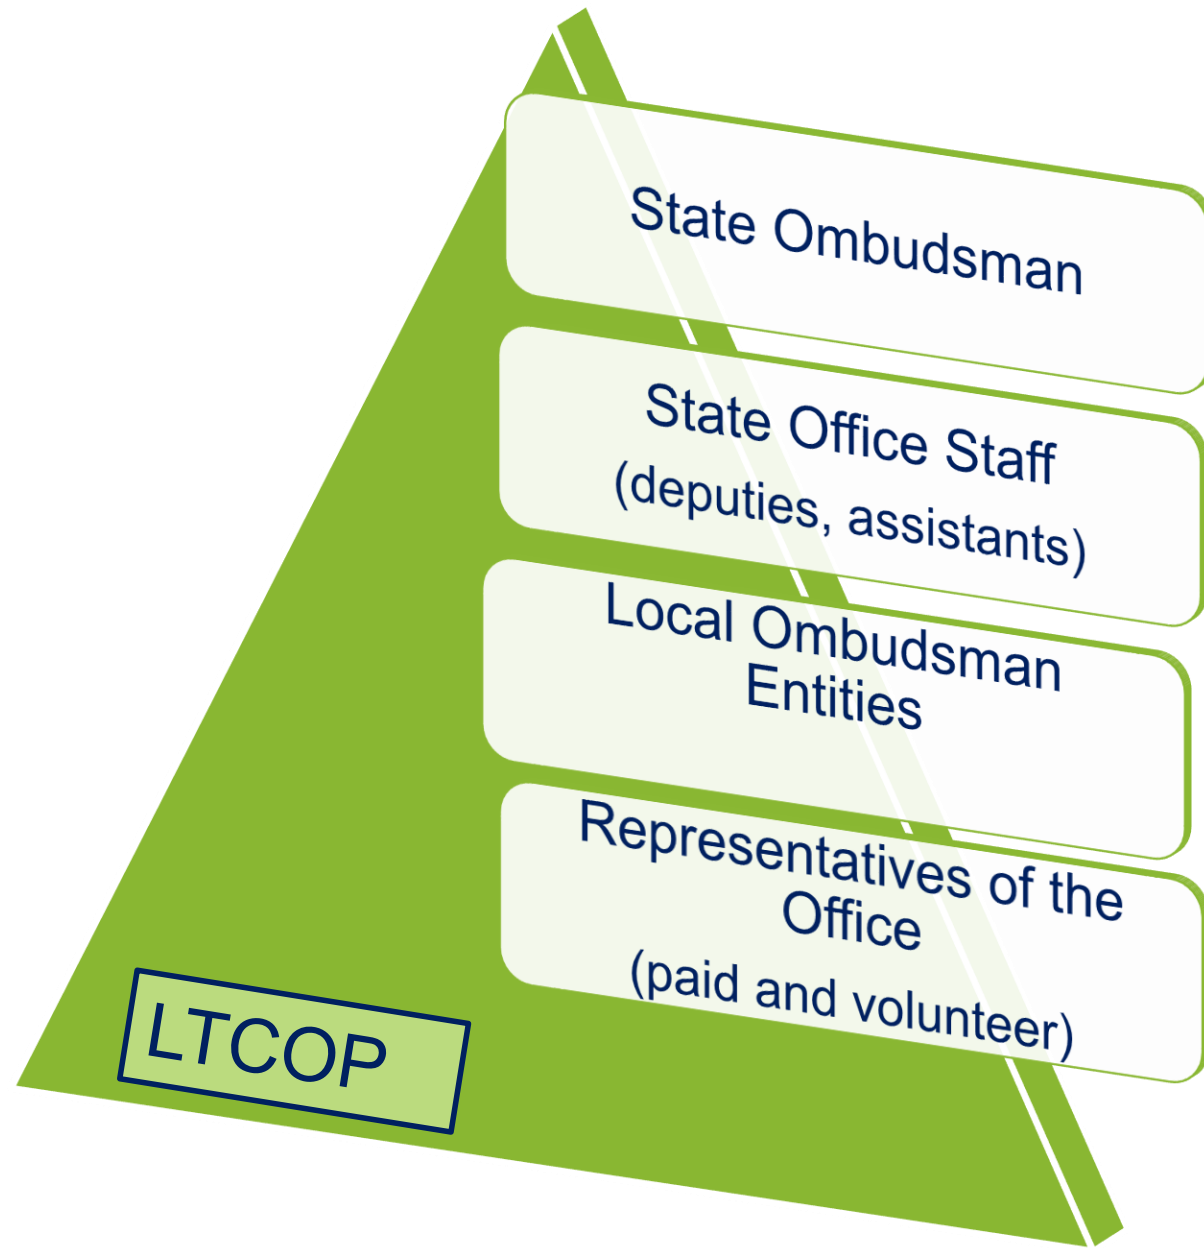 State Ombudsman
State Office Staff
(deputies, assistants)
Local Ombudsman
Entities
Representatives of the
Office
(paid and volunteer)
LTCOP